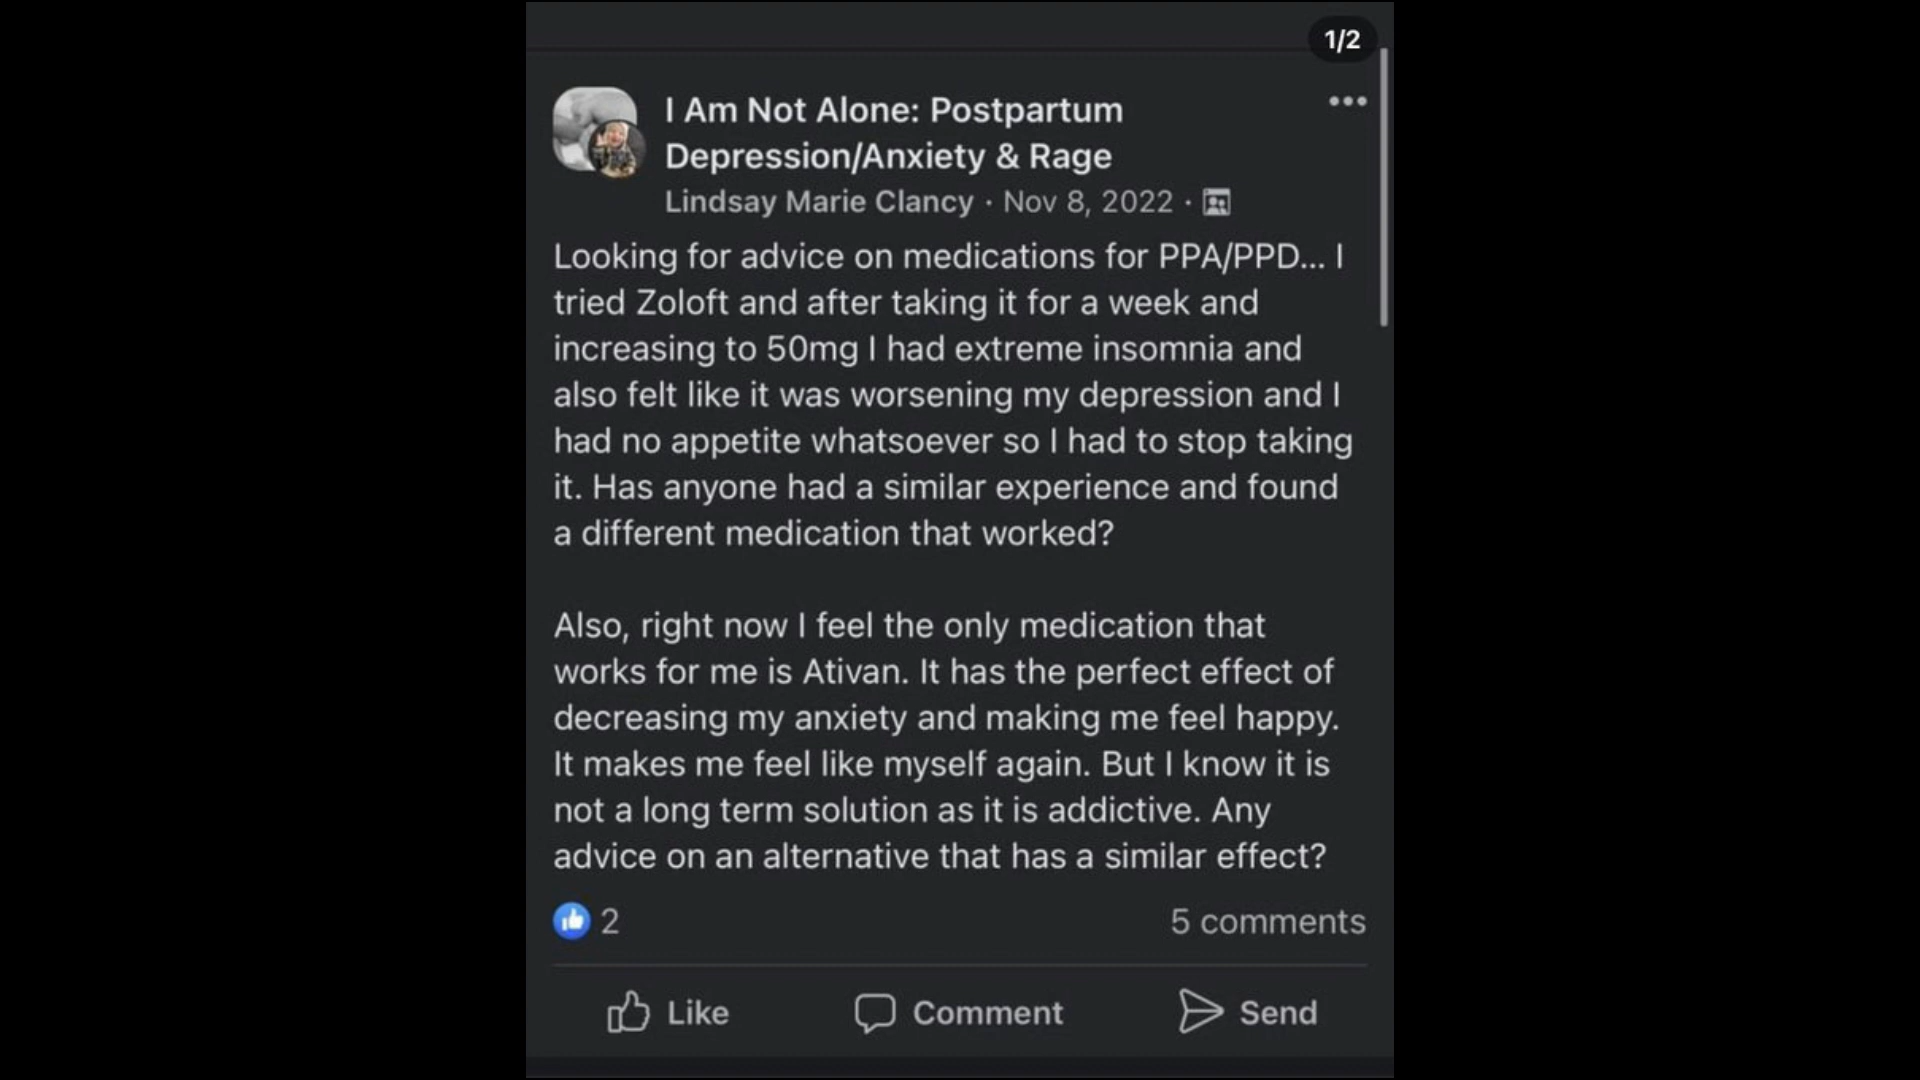 1/2
I Am Not Alone: Postpartum
Depression/Anxiety & Rage
Lindsay Marie Clancy · Nov 8, 2022 ·
Looking for advice on medications for PPA/PPD... I
tried Zoloft and after taking it for a week and
increasing to 50mg I had extreme insomnia and
also felt like it was worsening my depression and I
had no appetite whatsoever so I had to stop taking
it. Has anyone had a similar experience and found
a different medication that worked?
Also, right now I feel the only medication that
works for me is Ativan. It has the perfect effect of
decreasing my anxiety and making me feel happy.
It makes me feel like myself again. But I know it is
not a long term solution as it is addictive. Any
advice on an alternative that has a similar effect?
2 5 comments
Like Comment Send